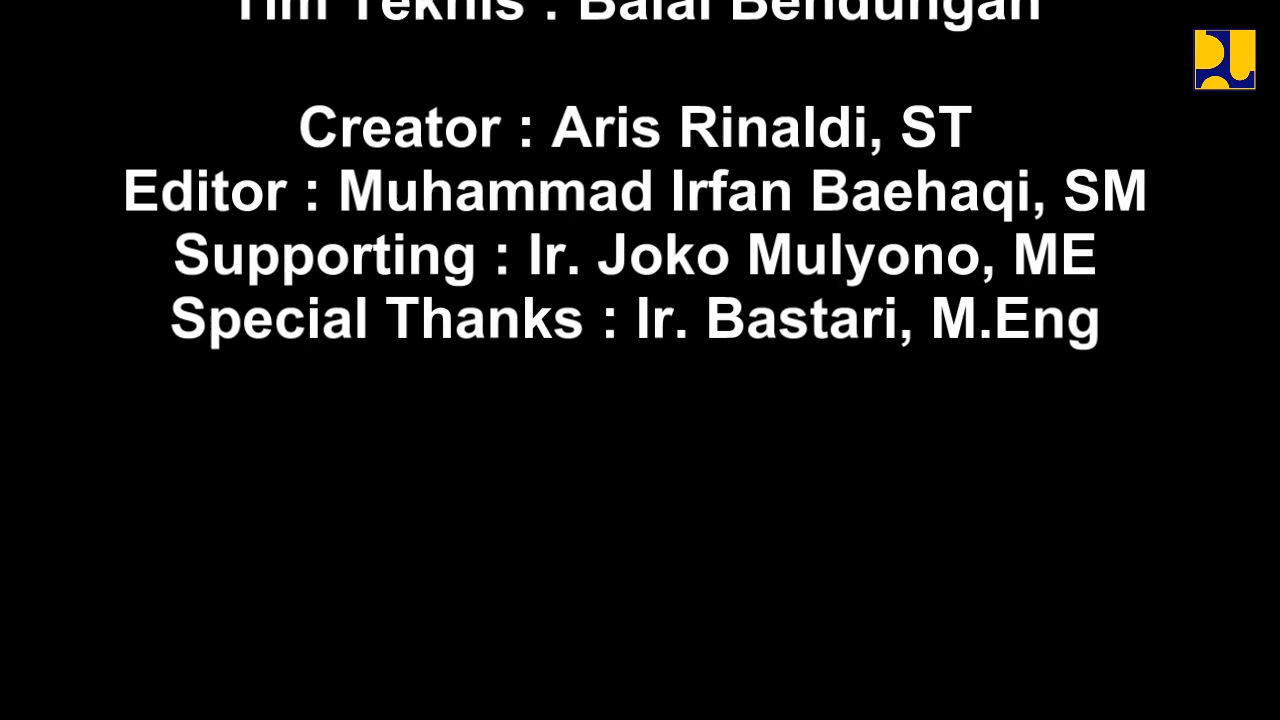 Tim Teknis : Balai Bendungan
Creator : Aris Rinaldi, ST
Editor : Muhammad Irfan Baehaqi, SM
Supporting : Ir. Joko Mulyono, ME
Special Thanks : Ir. Bastari, M.Eng